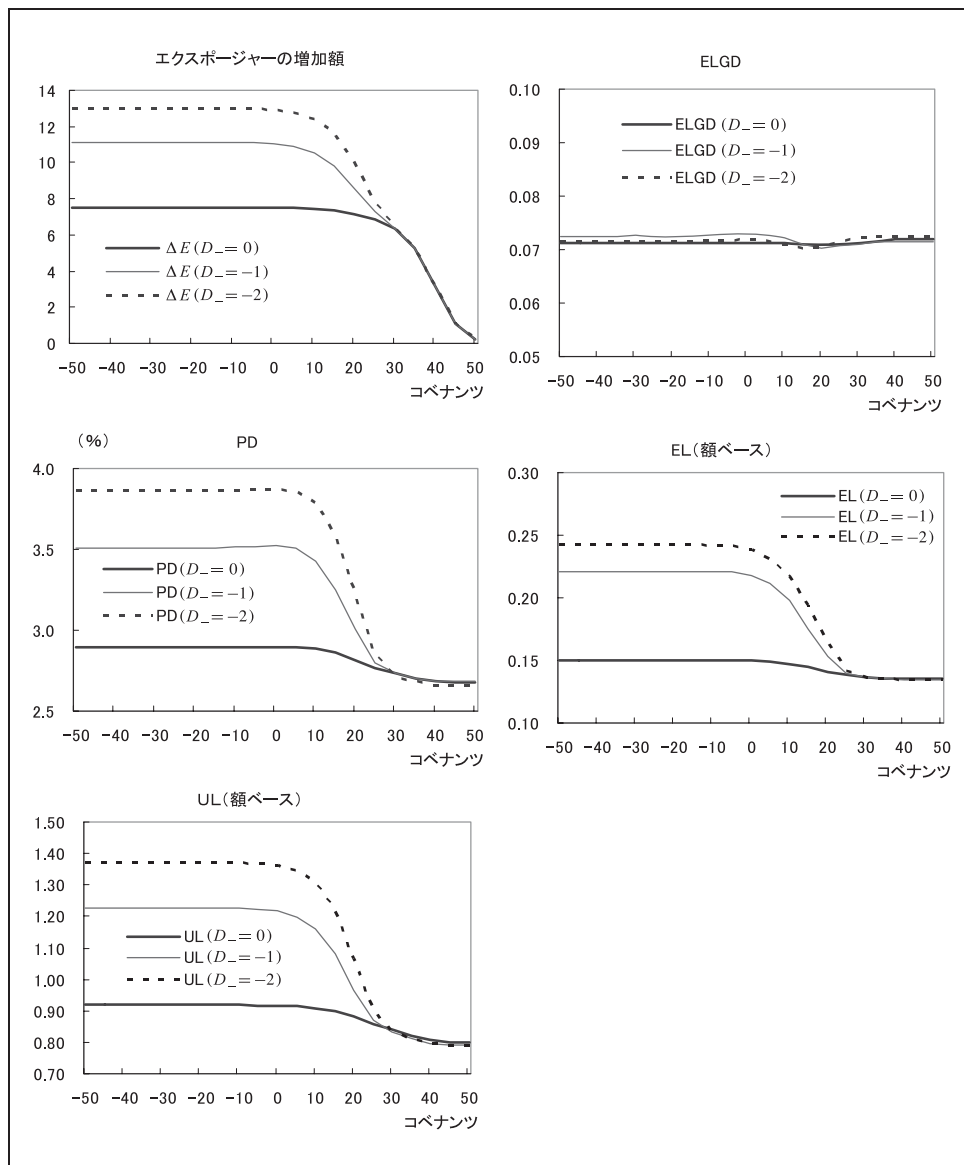 エクスポージャーの増加額
14
12
10
8
6
4
2
0
ΔE(D_=0)
ΔE(D_=−1)
ΔE(D_=−2)
-50 -40 -30 -20 -10 0 10 20 30 40 50
コベナンツ
ELGD
0.10
0.09
0.08
0.07
0.06
0.05
ELGD(D_=0)
ELGD(D_=−1)
ELGD(D_=−2)
-50 -40 -30 -20 -10 0 10 20 30 40 50
コベナンツ
(%)
PD
4.0
3.5
3.0
2.5
PD(D_=0)
PD(D_=−1)
PD(D_=−2)
-50 -40 -30 -20 -10 0 10 20 30 40 50
コベナンツ
EL(額ベース)
0.30
0.25
0.20
0.15
0.10
EL(D_=0)
EL(D_=−1)
EL(D_=−2)
-50 -40 -30 -20 -10 0 10 20 30 40 50
コベナンツ
UL(額ベース)
1.50
1.40
1.30
1.20
1.10
1.00
0.90
0.80
0.70
UL(D_=0)
UL(D_=−1)
UL(D_=−2)
-50 -40 -30 -20 -10 0 10 20 30 40 50
コベナンツ